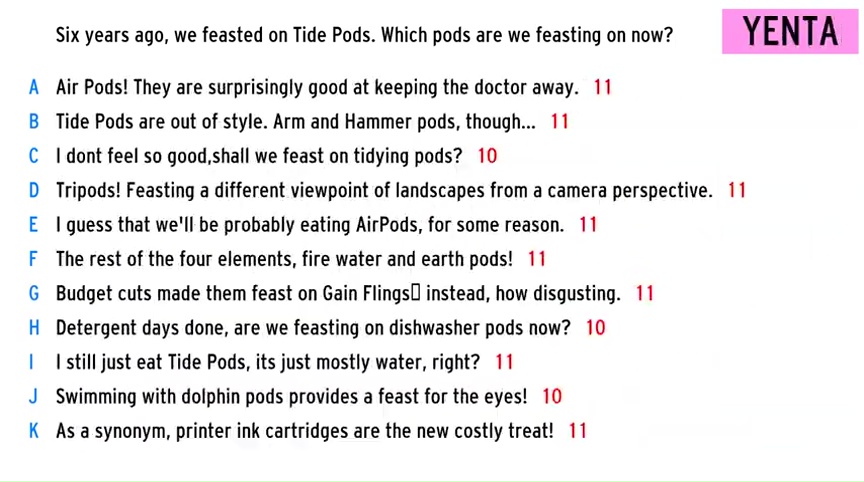 Six years ago, we feasted on Tide Pods. Which pods are we feasting on now?
YENTA
A Air Pods! They are surprisingly good at keeping the doctor away. 11
B Tide Pods are out of style. Arm and Hammer pods, though... 11
C I dont feel so good,shall we feast on tidying pods? 10
D Tripods! Feasting a different viewpoint of landscapes from a camera perspective. 11
E I guess that we'll be probably eating AirPods, for some reason. 11
F The rest of the four elements, fire water and earth pods! 11
G Budget cuts made them feast on Gain Flings▯ instead, how disgusting. 11
H Detergent days done, are we feasting on dishwasher pods now? 10
I I still just eat Tide Pods, its just mostly water, right? 11
J Swimming with dolphin pods provides a feast for the eyes! 10
K As a synonym, printer ink cartridges are the new costly treat! 11